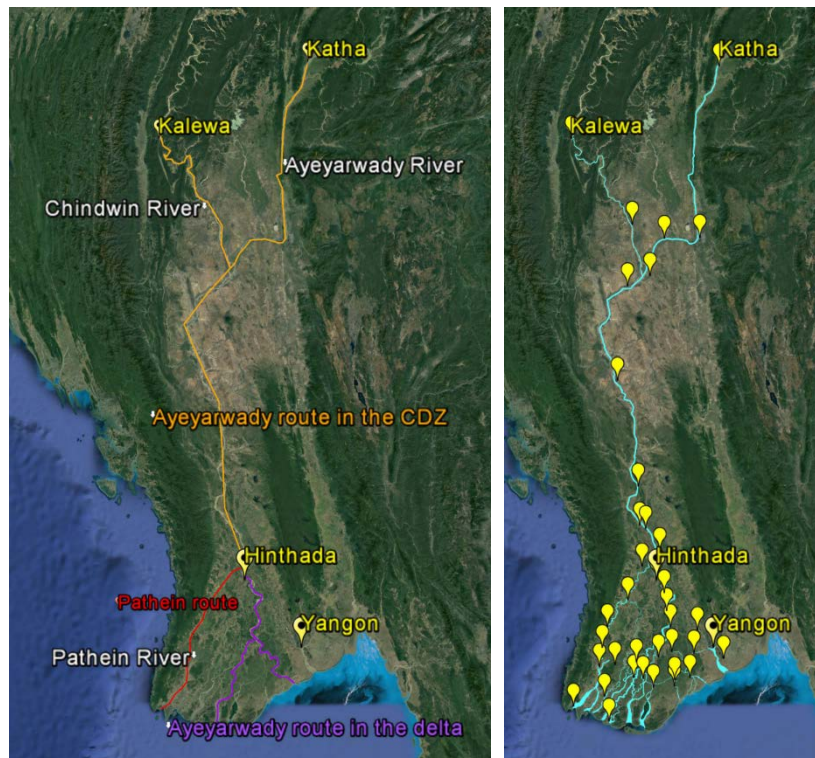 Katha
Kalewa
Ayeyarwady River
Chindwin River
Ayeyarwady route in the CDZ
Hinthada
Pathein route
Yangon
Pathein River
Ayeyarwady route in the delta
Katha
Kalewa
Hinthada
Yangon